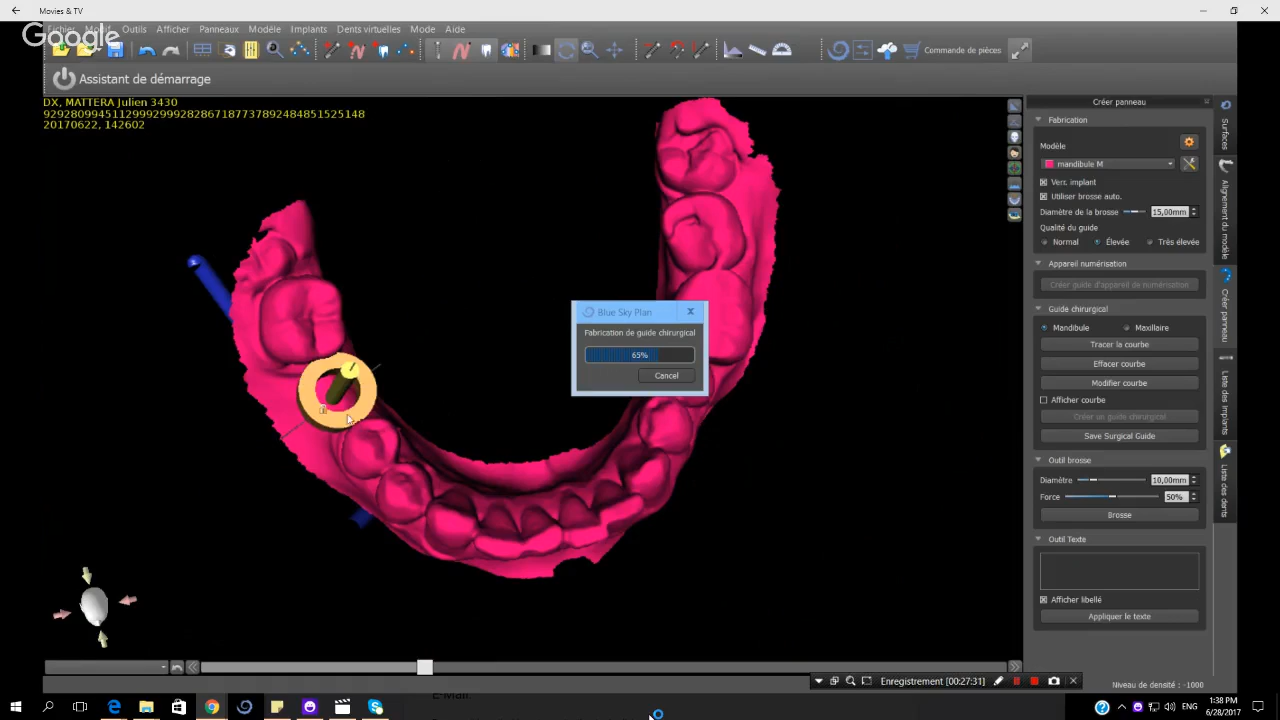 Movies & TV
Google
Fichier Modif. Outils Afficher Panneaux Modèle Implants Dents virtuelles Mode Aide
Commande de pièces
Assistant de démarrage
DX, MATTERA Julien 3430
92928099451129992999282867187737892484851525148
20170622, 142602
Créer panneau
Fabrication
Modèle
mandibule M
Verr. implant
Utiliser brosse auto.
Diamètre de la brosse 15,00mm
Qualité du guide
Normal Élevée Très élevée
Appareil numérisation
Créer guide d'appareil de numérisation
Guide chirurgical
Mandibule Maxillaire
Tracer la courbe
Effacer courbe
Modifier courbe
Afficher courbe
Créer un guide chirurgical
Save Surgical Guide
Outil brosse
Diamètre 10,00mm
Force 50%
Brosse
Outil Texte
Afficher libellé
Appliquer le texte
Surfaces
Alignement du modèle
Créer panneau
Liste des implants
Liste des dents
Blue Sky Plan
Fabrication de guide chirurgical
65%
Cancel
Enregistrement [00:27:31]
Niveau de densité : -1000
E-Mail:
ENG
1:38 PM
6/28/2017